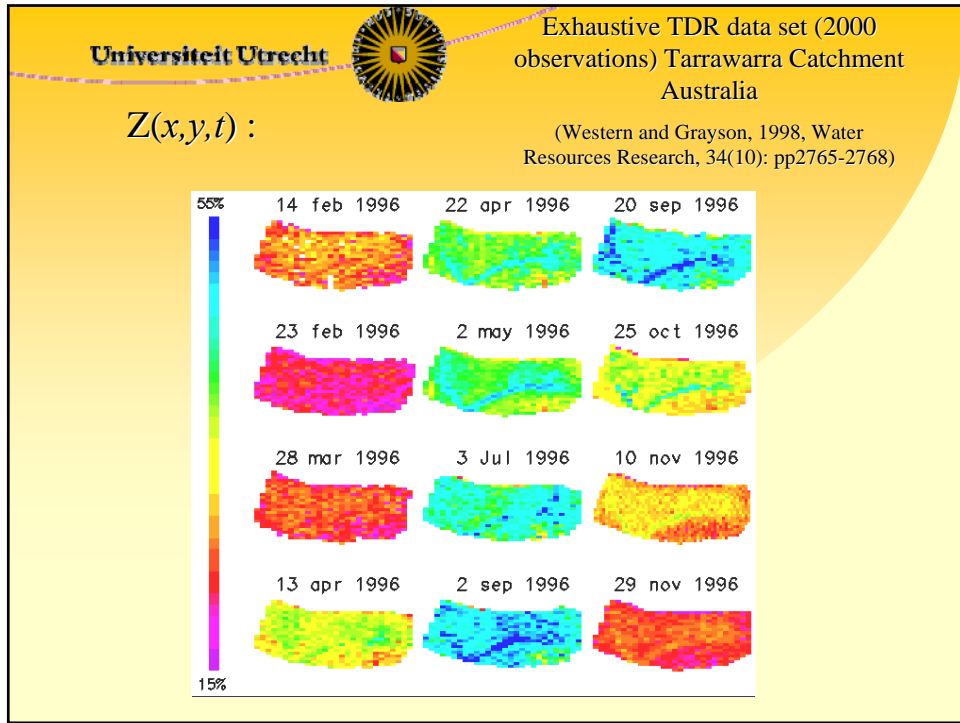 Universiteit Utrecht
Exhaustive TDR data set (2000
observations) Tarrawarra Catchment
Australia
(Western and Grayson, 1998, Water
Resources Research, 34(10): pp2765-2768)
Z(x,y,t) :
55%
14 feb 1996
22 apr 1996
20 sep 1996
23 feb 1996
2 may 1996
25 oct 1996
28 mar 1996
3 Jul 1996
10 nov 1996
13 apr 1996
2 sep 1996
29 nov 1996
15%